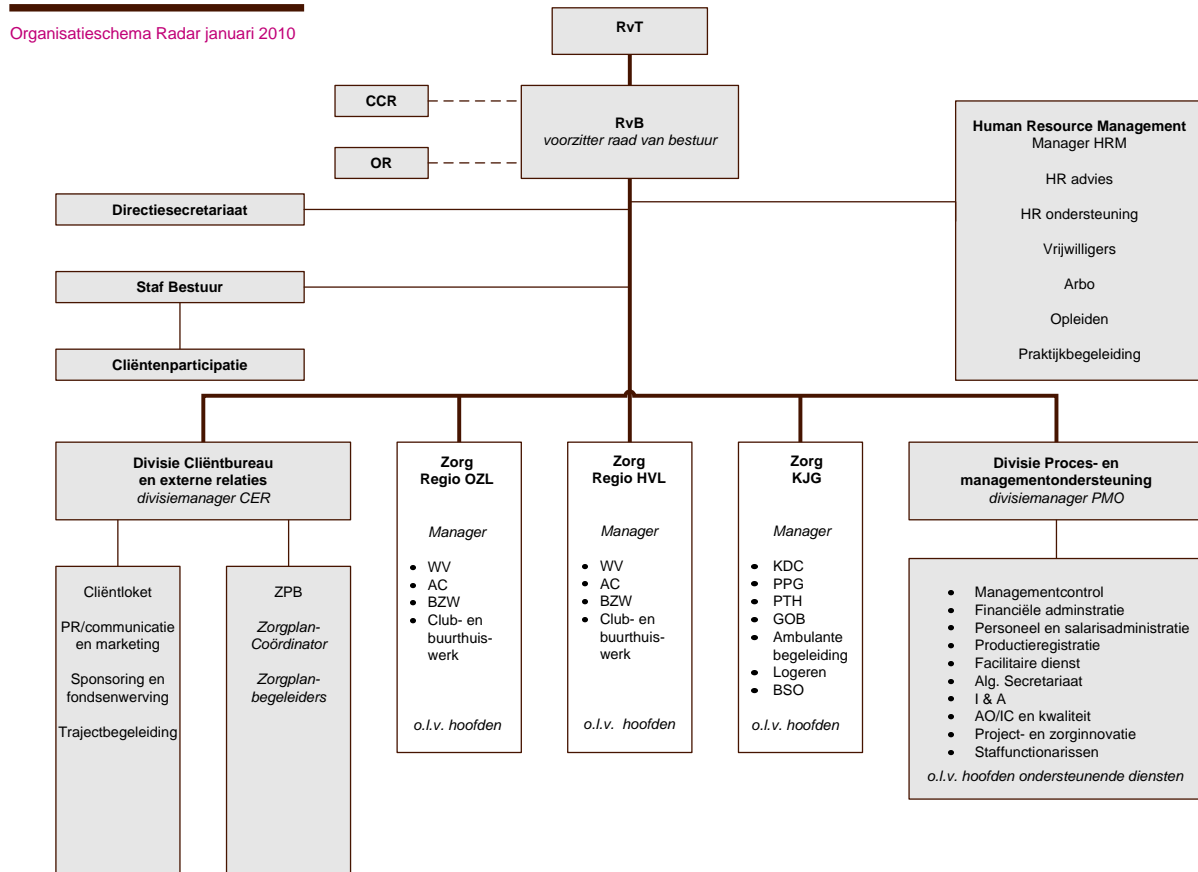 Organisatieschema Radar januari 2010
RvT
CCR
RvB
voorzitter raad van bestuur
OR
Human Resource Management
Manager HRM
HR advies
HR ondersteuning
Vrijwilligers
Arbo
Opleiden
Praktijkbegeleiding
Directiesecretariaat
Staf Bestuur
Cliëntenparticipatie
Divisie Cliëntbureau
en externe relaties
divisiemanager CER
Cliëntloket
PR/communicatie
en marketing
Sponsoring en
fondsenwerving
Trajectbegeleiding
ZPB
Zorgplan-
Coördinator
Zorgplan-
begeleiders
Zorg
Regio OZL
Manager
• WV
• AC
• BZW
• Club- en
buurthuis-
werk
o.l.v. hoofden
Zorg
Regio HVL
Manager
• WV
• AC
• BZW
• Club- en
buurthuis-
werk
o.l.v. hoofden
Zorg
KJG
Manager
• KDC
• PPG
• PTH
• GOB
• Ambulante
begeleiding
• Logeren
• BSO
o.l.v. hoofden
Divisie Proces- en
managementondersteuning
divisiemanager PMO
• Managementcontrol
• Financiële adminstratie
• Personeel en salarisadministratie
• Productieregistratie
• Facilitaire dienst
• Alg. Secretariaat
• I & A
• AO/IC en kwaliteit
• Project- en zorginnovatie
• Staffunctionarissen
o.l.v. hoofden ondersteunende diensten